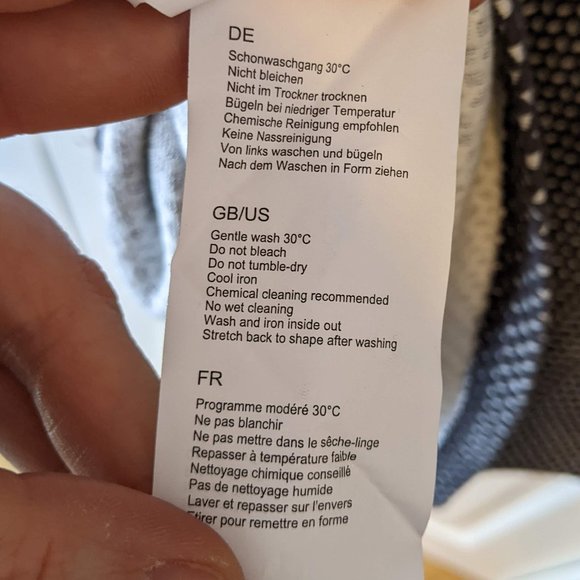 DE
Schonwaschgang 30°C
Nicht bleichen
Nicht im Trockner trocknen
Bügeln bei niedriger Temperatur
Chemische Reinigung empfohlen
Keine Nassreinigung
Von links waschen und bügeln
Nach dem Waschen in Form ziehen
GB/US
Gentle wash 30°C
Do not bleach
Do not tumble-dry
Cool iron
Chemical cleaning recommended
No wet cleaning
Wash and iron inside out
Stretch back to shape after washing
FR
Programme modéré 30°C
Ne pas blanchir
Ne pas mettre dans le sèche-linge
Repasser à température faible
Nettoyage chimique conseillé
Pas de nettoyage humide
Laver et repasser sur l'envers
Etirer pour remettre en forme